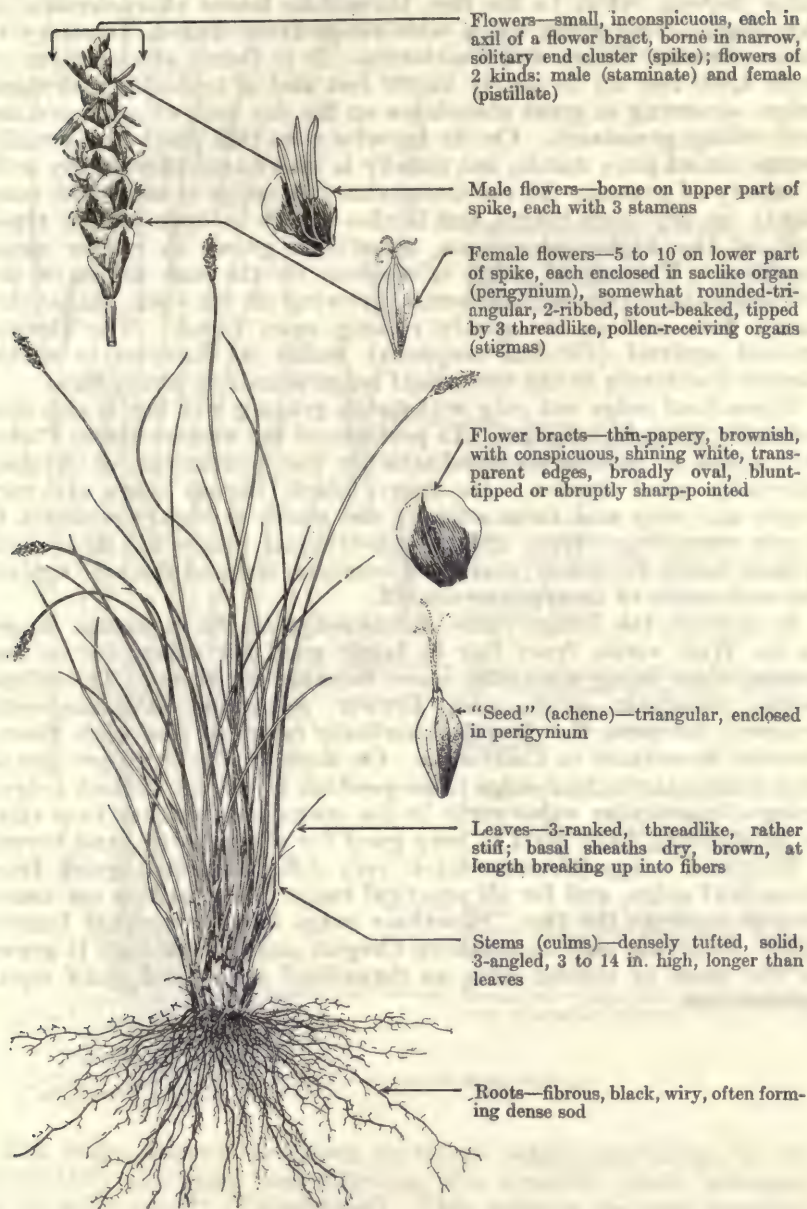 Flowers—small, inconspicuous, each in
axil of a flower bract, borne in narrow,
solitary end cluster (spike); flowers of
2 kinds: male (staminate) and female
(pistillate)
Male flowers—borne on upper part of
spike, each with 3 stamens
Female flowers—5 to 10 on lower part
of spike, each enclosed in saclike organ
(perigynium), somewhat rounded-tri-
angular, 2-ribbed, stout-beaked, tipped
by 3 threadlike, pollen-receiving organs
(stigmas)
Flower bracts—thin-papery, brownish,
with conspicuous, shining white, trans-
parent edges, broadly oval, blunt-
tipped or abruptly sharp-pointed
"Seed" (achene)—triangular, enclosed
in perigynium
Leaves—3-ranked, threadlike, rather
stiff; basal sheaths dry, brown, at
length breaking up into fibers
Stems (culms)—densely tufted, solid,
3-angled, 3 to 14 in. high, longer than
leaves
Roots—fibrous, black, wiry, often form-
ing dense sod